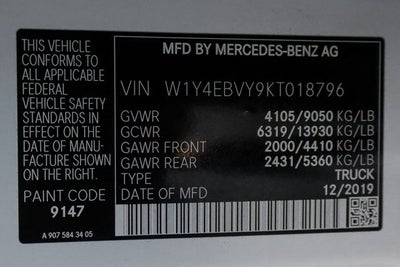 THIS VEHICLE
CONFORMS TO
ALL APPLICABLE
FEDERAL
VEHICLE SAFETY
STANDARDS IN
EFFECT ON THE
DATE OF MANU-
FACTURE SHOWN
ON THE RIGHT.
PAINT CODE
9147
A 907 584 34 05
MFD BY MERCEDES-BENZ AG
VIN W1Y4EBVY9KT018796
GVWR 4105/9050 KG/LB
GCWR 6319/13930 KG/LB
GAWR FRONT 2000/4410 KG/LB
GAWR REAR 2431/5360 KG/LB
TYPE TRUCK
DATE OF MFD 12/2019